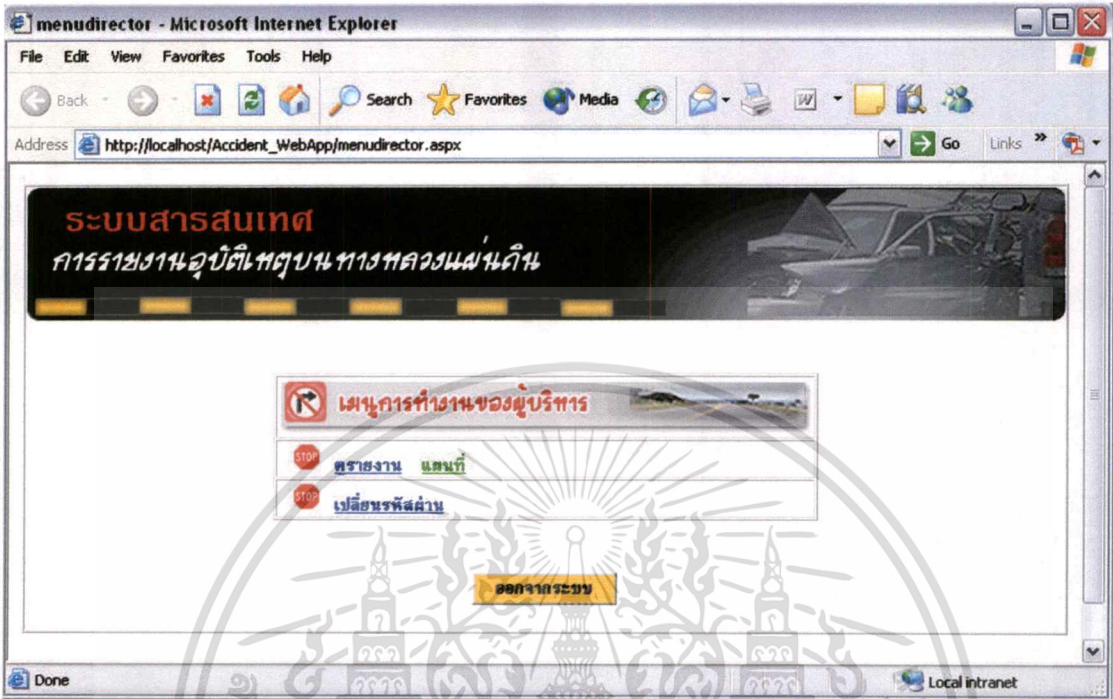 menudirector - Microsoft Internet Explorer
File Edit View Favorites Tools Help
Back Search Favorites Media
Address http://localhost/Accident_WebApp/menudirector.aspx Go Links »
ระบบสารสนเทศ
การรายงานอุบัติเหตุบนทางหลวงแผ่นดิน
เมนูการทำงานของผู้บริหาร
STOP ดูรายงาน แผนที่
STOP เปลี่ยนรหัสผ่าน
ออกจากระบบ
Done Local intranet